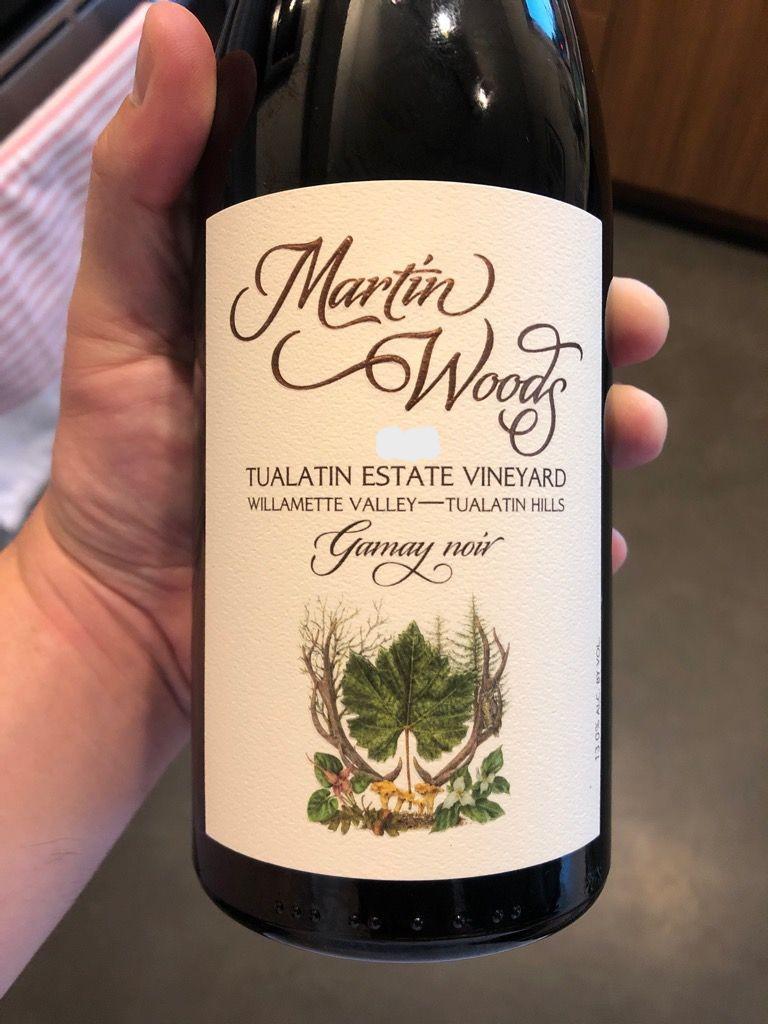 Martin
Woods
TUALATIN ESTATE VINEYARD
WILLAMETTE VALLEY—TUALATIN HILLS
Gamay noir
13.0% ALC. BY VOL.